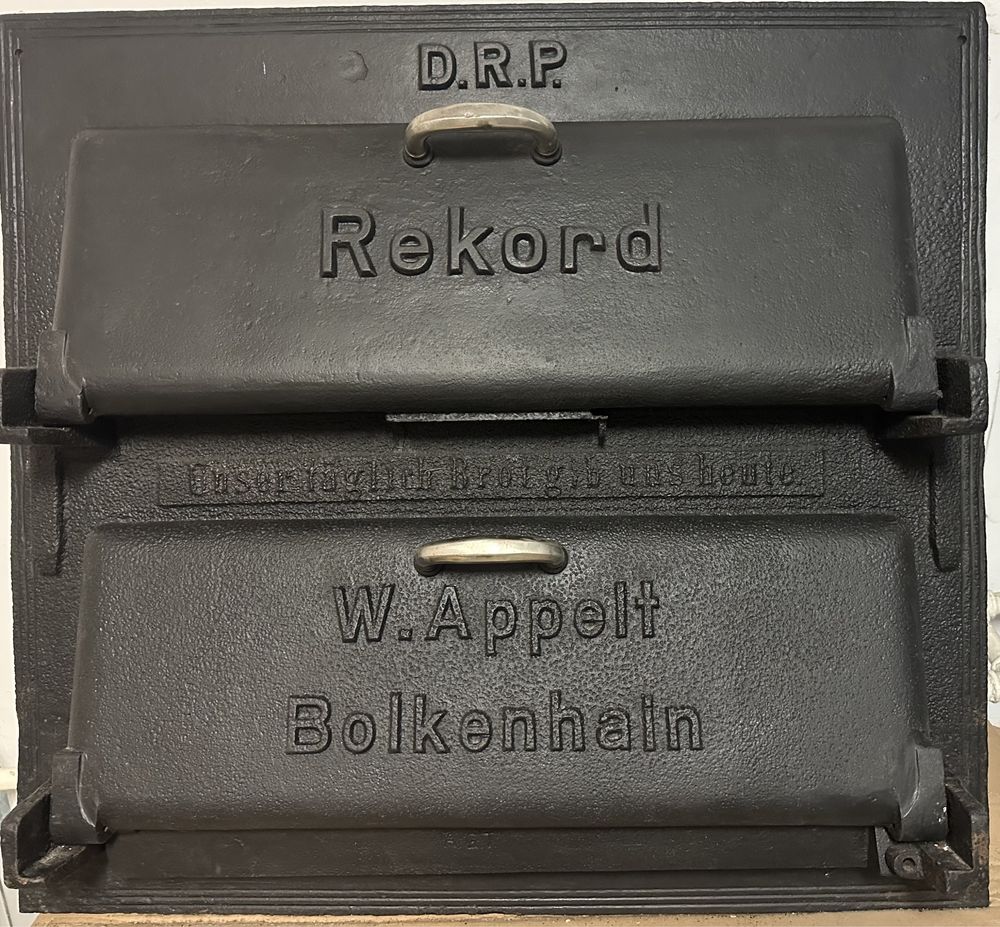 D.R.P.
Rekord
Unser täglich Brot gib uns heute.
W. Appelt
Bolkenhain